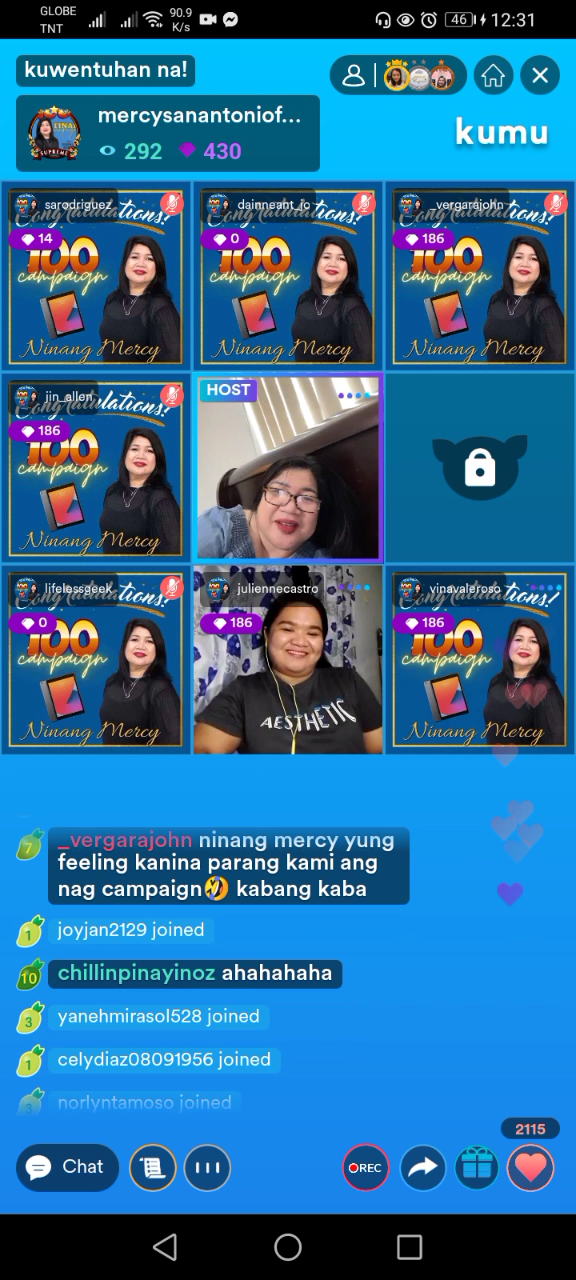 GLOBE
TNT
90.9
K/s
46
12:31
kuwentuhan na!
mercysanantoniof...
292 430
kumu
sarodriguez_
14
Congratulations!
100
campaign
Ninang Mercy
dainneant_jo
0
Congratulations!
100
campaign
Ninang Mercy
_vergarajohn
186
Congratulations!
100
campaign
Ninang Mercy
jin_allen
186
Congratulations!
100
campaign
Ninang Mercy
HOST
lifelessgeek
0
Congratulations!
100
campaign
Ninang Mercy
juliennecastro
186
AESTHETIC
vinavaleroso
186
Congratulations!
100
campaign
Ninang Mercy
7
_vergarajohn ninang mercy yung
feeling kanina parang kami ang
nag campaign🤣 kabang kaba
1 joyjan2129 joined
10 chillinpinayinoz ahahahaha
3 yanehmirasol528 joined
1 celydiaz08091956 joined
3 norlyntamoso joined
2115
Chat
REC